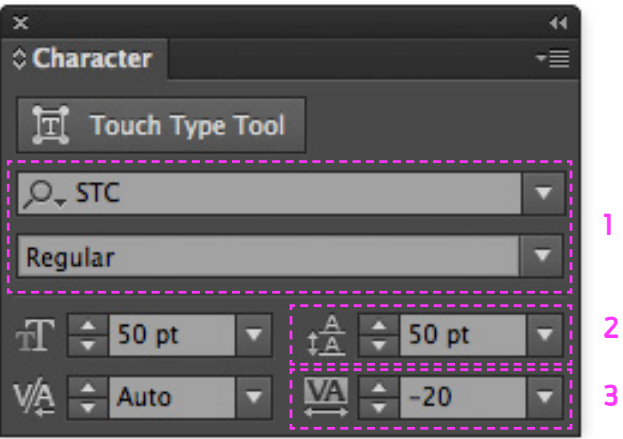 Character
Touch Type Tool
STC
1
Regular
50 pt
50 pt
2
Auto
-20
3